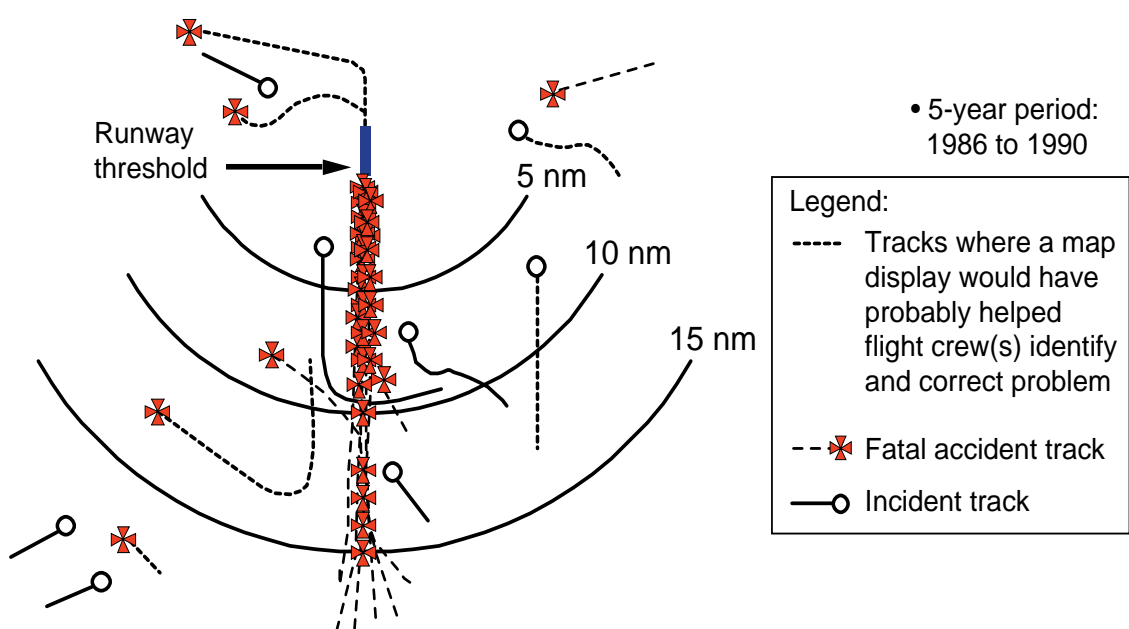 • 5-year period:
1986 to 1990
Runway
threshold
5 nm
10 nm
15 nm
Legend:
Tracks where a map
display would have
probably helped
flight crew(s) identify
and correct problem
Fatal accident track
Incident track